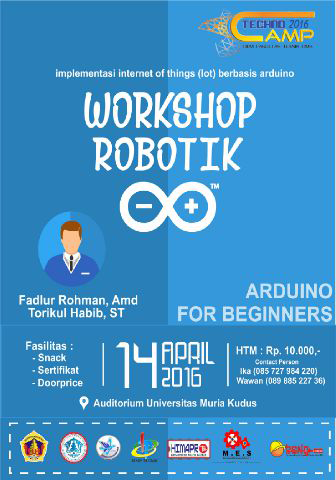 TECHNO 2016
CAMP
implementasi internet of things (Iot) berbasis arduino
WORKSHOP
ROBOTIK
TM
Fadlur Rohman, Amd
Torikul Habib, ST
ARDUINO
FOR BEGINNERS
Fasilitas :
- Snack
- Sertifikat
- Doorprice
14 APRIL
2016
HTM : Rp. 10.000,-
Contact Person
Ika (085 727 984 220)
Wawan (089 885 227 36)
Auditorium Universitas Muria Kudus
HIMAPRO
M.E.S